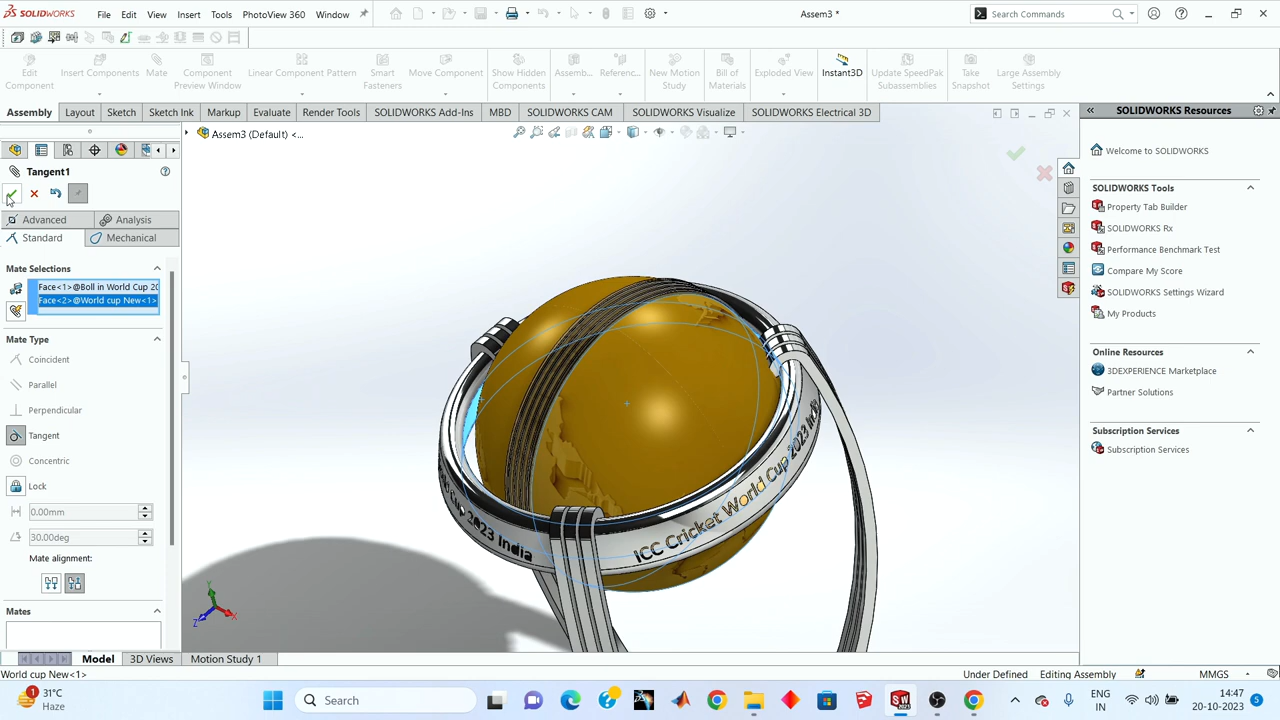 SOLIDWORKS
File
Edit
View
Insert
Tools
PhotoView 360
Window
Assem3 *
Search Commands
Edit Component
Insert Components
Mate
Component Preview Window
Linear Component Pattern
Smart Fasteners
Move Component
Show Hidden Components
Assemb...
Referenc...
New Motion Study
Bill of Materials
Exploded View
Instant3D
Update SpeedPak Subassemblies
Take Snapshot
Large Assembly Settings
Assembly
Layout
Sketch
Sketch Ink
Markup
Evaluate
Render Tools
SOLIDWORKS Add-Ins
MBD
SOLIDWORKS CAM
SOLIDWORKS Visualize
SOLIDWORKS Electrical 3D
SOLIDWORKS Resources
Assem3 (Default) <...
Welcome to SOLIDWORKS
Tangent1
SOLIDWORKS Tools
Property Tab Builder
SOLIDWORKS Rx
Performance Benchmark Test
Compare My Score
SOLIDWORKS Settings Wizard
My Products
Online Resources
3DEXPERIENCE Marketplace
Partner Solutions
Subscription Services
Subscription Services
Advanced
Analysis
Standard
Mechanical
Mate Selections
Face<1>@Boll in World Cup 20
Face<2>@World cup New<1>
Mate Type
Coincident
Parallel
Perpendicular
Tangent
Concentric
Lock
0.00mm
30.00deg
Mate alignment:
Mates
Cup 2023 India
ICC Cricket World Cup 2023 India
Y
X
Z
Model
3D Views
Motion Study 1
World cup New<1>
Under Defined
Editing Assembly
MMGS
1
31°C
Haze
Search
ENG
IN
14:47
20-10-2023
5